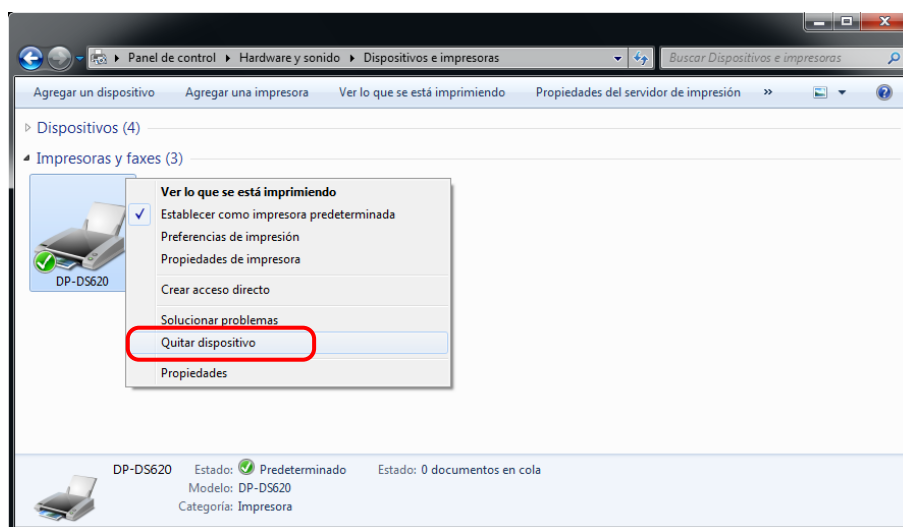 Panel de control ▸ Hardware y sonido ▸ Dispositivos e impresoras
Buscar Dispositivos e impresoras
Agregar un dispositivo Agregar una impresora Ver lo que se está imprimiendo Propiedades del servidor de impresión »
Dispositivos (4)
Impresoras y faxes (3)
DP-DS620
Ver lo que se está imprimiendo
Establecer como impresora predeterminada
Preferencias de impresión
Propiedades de impresora
Crear acceso directo
Solucionar problemas
Quitar dispositivo
Propiedades
DP-DS620 Estado: Predeterminado Estado: 0 documentos en cola
Modelo: DP-DS620
Categoría: Impresora